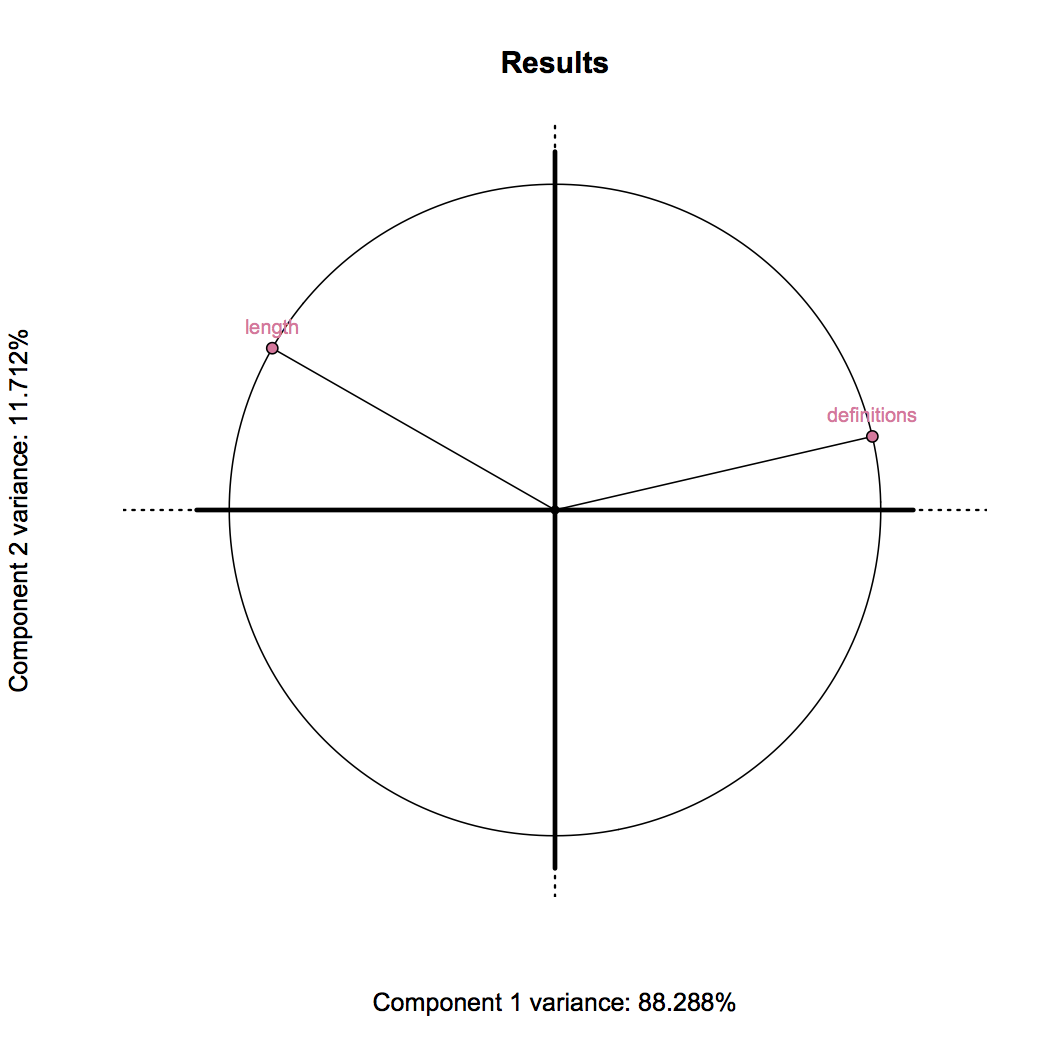 Results
length
definitions
Component 2 variance: 11.712%
Component 1 variance: 88.288%